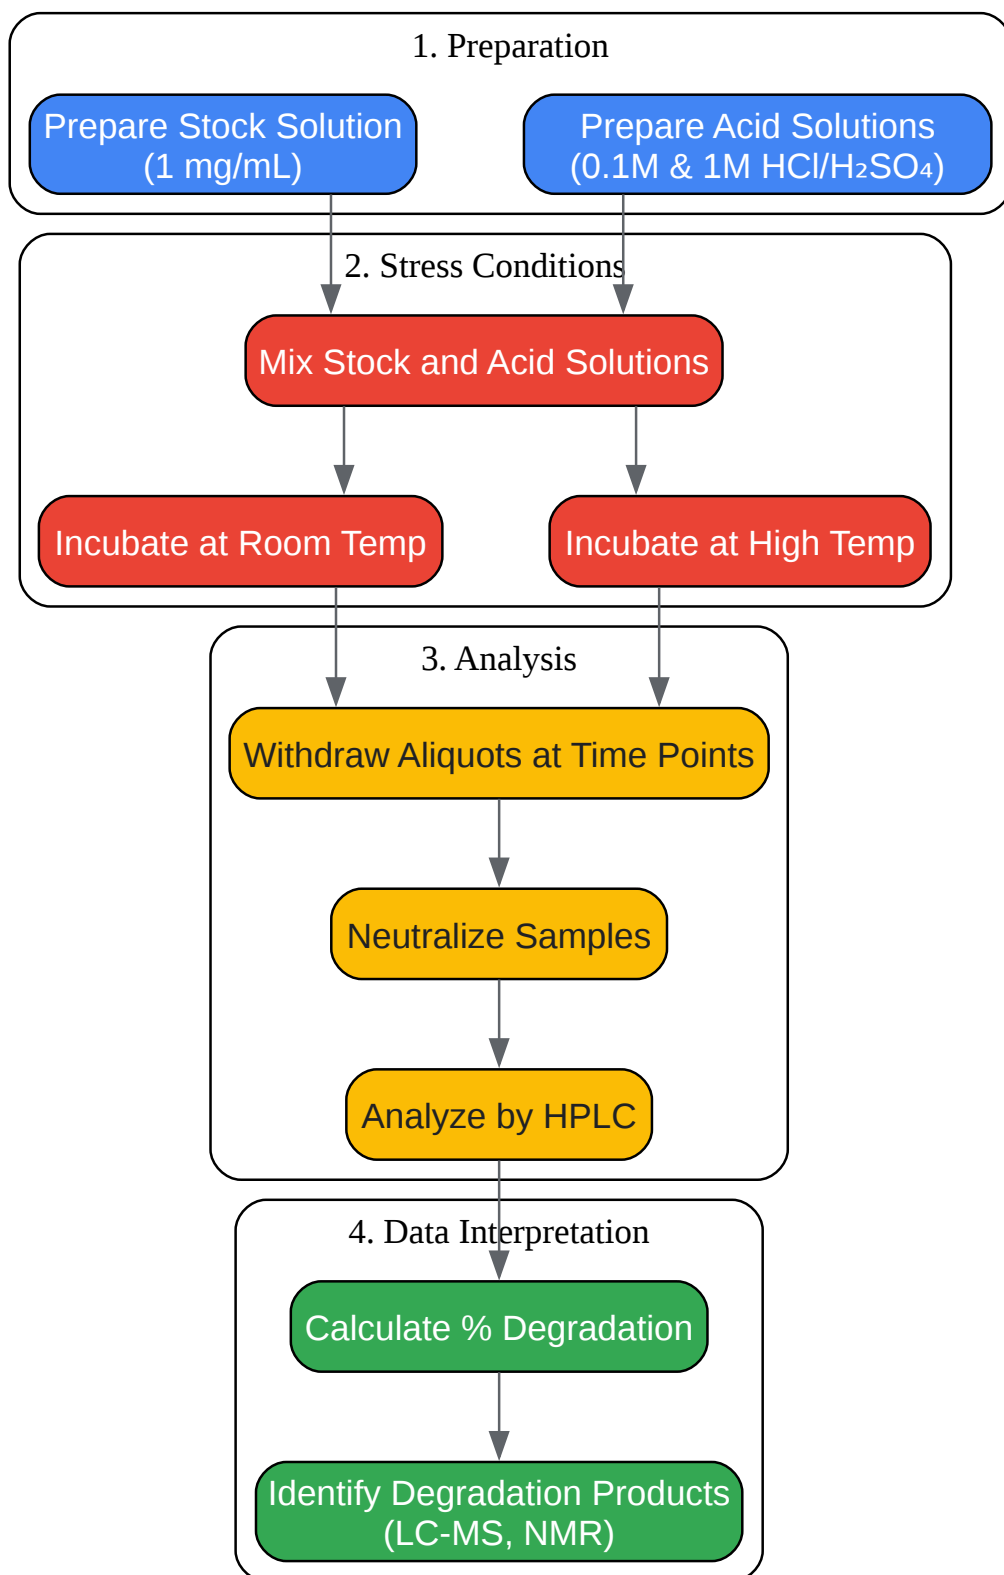 1. Preparation
Prepare Stock Solution
(1 mg/mL)
Prepare Acid Solutions
(0.1M & 1M HCl/H₂SO₄)
2. Stress Conditions
Mix Stock and Acid Solutions
Incubate at Room Temp
Incubate at High Temp
3. Analysis
Withdraw Aliquots at Time Points
Neutralize Samples
Analyze by HPLC
4. Data Interpretation
Calculate % Degradation
Identify Degradation Products
(LC-MS, NMR)